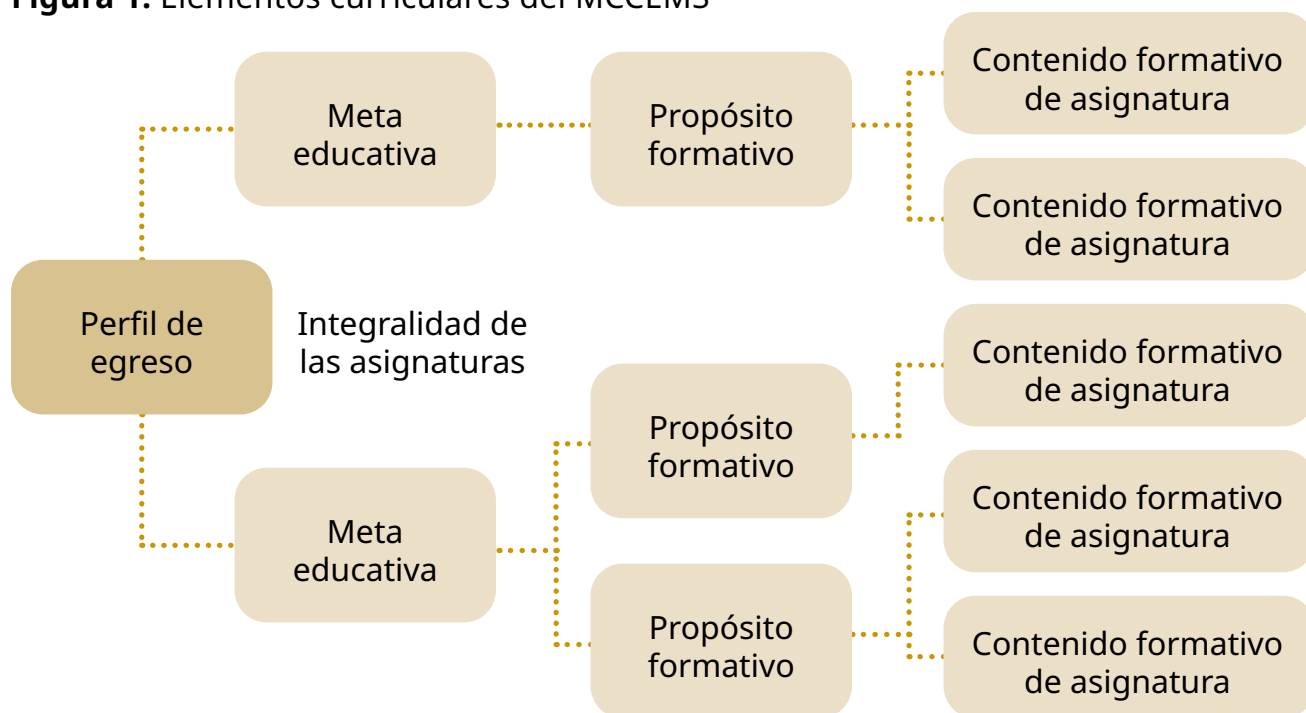 Figura 1. Elementos curriculares del MCCEMS
Contenido formativo
de asignatura
Meta
educativa
Propósito
formativo
Contenido formativo
de asignatura
Perfil de
egreso
Integralidad de
las asignaturas
Contenido formativo
de asignatura
Propósito
formativo
Contenido formativo
de asignatura
Meta
educativa
Propósito
formativo
Contenido formativo
de asignatura